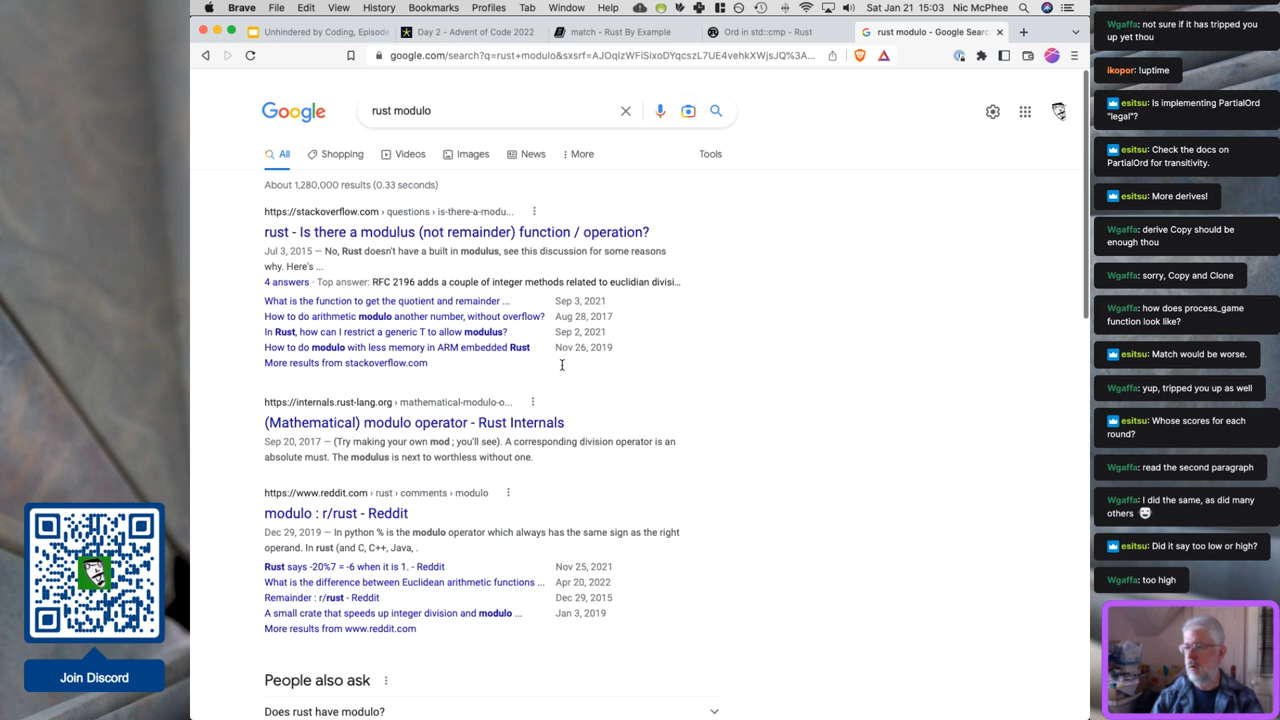 Brave File Edit View History Bookmarks Profiles Tab Window Help Sat Jan 21 15:03 Nic McPhee
Unhindered by Coding, Episode
Day 2 - Advent of Code 2022
match - Rust By Example
Ord in std::cmp - Rust
rust modulo - Google Searc
google.com/search?q=rust+modulo&sxsrf=AJOqlzWFiSixoDYqcszL7UE4vehkXWjsJQ%3A...
Google
rust modulo
All
Shopping
Videos
Images
News
More
Tools
About 1,280,000 results (0.33 seconds)
https://stackoverflow.com › questions › is-there-a-modu...
rust - Is there a modulus (not remainder) function / operation?
Jul 3, 2015 — No, Rust doesn't have a built in modulus, see this discussion for some reasons
why. Here's ...
4 answers · Top answer: RFC 2196 adds a couple of integer methods related to euclidian divisi...
What is the function to get the quotient and remainder ... Sep 3, 2021
How to do arithmetic modulo another number, without overflow? Aug 28, 2017
In Rust, how can I restrict a generic T to allow modulus? Sep 2, 2021
How to do modulo with less memory in ARM embedded Rust Nov 26, 2019
More results from stackoverflow.com
https://internals.rust-lang.org › mathematical-modulo-o...
(Mathematical) modulo operator - Rust Internals
Sep 20, 2017 — (Try making your own mod ; you'll see). A corresponding division operator is an
absolute must. The modulus is next to worthless without one.
https://www.reddit.com › rust › comments › modulo
modulo : r/rust - Reddit
Dec 29, 2019 — In python % is the modulo operator which always has the same sign as the right
operand. In rust (and C, C++, Java, .
Rust says -20%7 = -6 when it is 1. - Reddit Nov 25, 2021
What is the difference between Euclidean arithmetic functions ... Apr 20, 2022
Remainder : r/rust - Reddit Dec 29, 2015
A small crate that speeds up integer division and modulo ... Jan 3, 2019
More results from www.reddit.com
People also ask
Does rust have modulo?
Join Discord
Wgaffa: not sure if it has tripped you
up yet thou
ikopor: !uptime
esitsu: Is implementing PartialOrd
"legal"?
esitsu: Check the docs on
PartialOrd for transitivity.
esitsu: More derives!
Wgaffa: derive Copy should be
enough thou
Wgaffa: sorry, Copy and Clone
Wgaffa: how does process_game
function look like?
esitsu: Match would be worse.
Wgaffa: yup, tripped you up as well
esitsu: Whose scores for each
round?
Wgaffa: read the second paragraph
Wgaffa: I did the same, as did many
others
esitsu: Did it say too low or high?
Wgaffa: too high